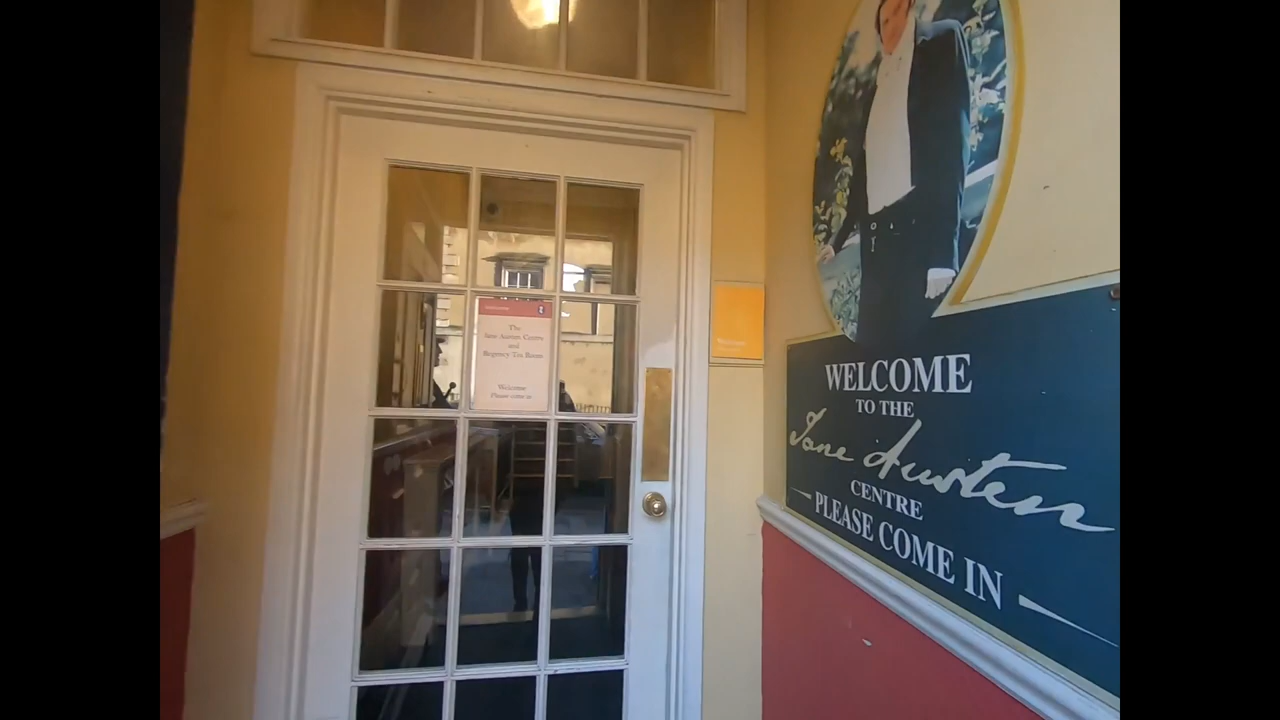 The
Jane Austen Centre
and
Regency Tea Room
Welcome
Please come in
WELCOME
TO THE
Jane Austen
CENTRE
PLEASE COME IN